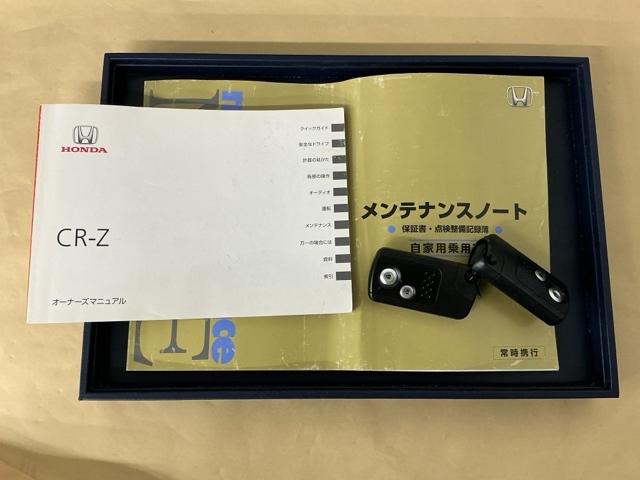 HONDA
CR-Z
オーナーズマニュアル
クイックガイド
安全なドライブ
計器の見かた
各部の操作
オーディオ
運転
メンテナンス
万一の場合には
資料
索引
メンテナンスノート
保証書・点検整備記録簿
自家用乗用
常時携行